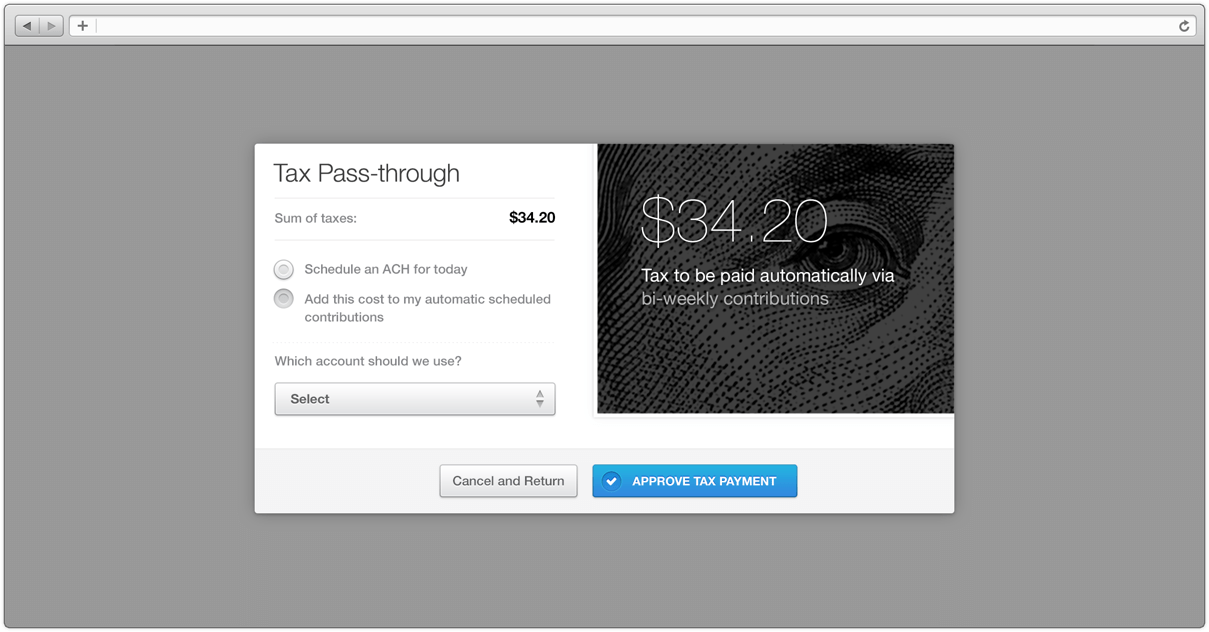 Tax Pass-through
Sum of taxes: $34.20
Schedule an ACH for today
Add this cost to my automatic scheduled
contributions
Which account should we use?
Select
$34.20
Tax to be paid automatically via
bi-weekly contributions
Cancel and Return
APPROVE TAX PAYMENT